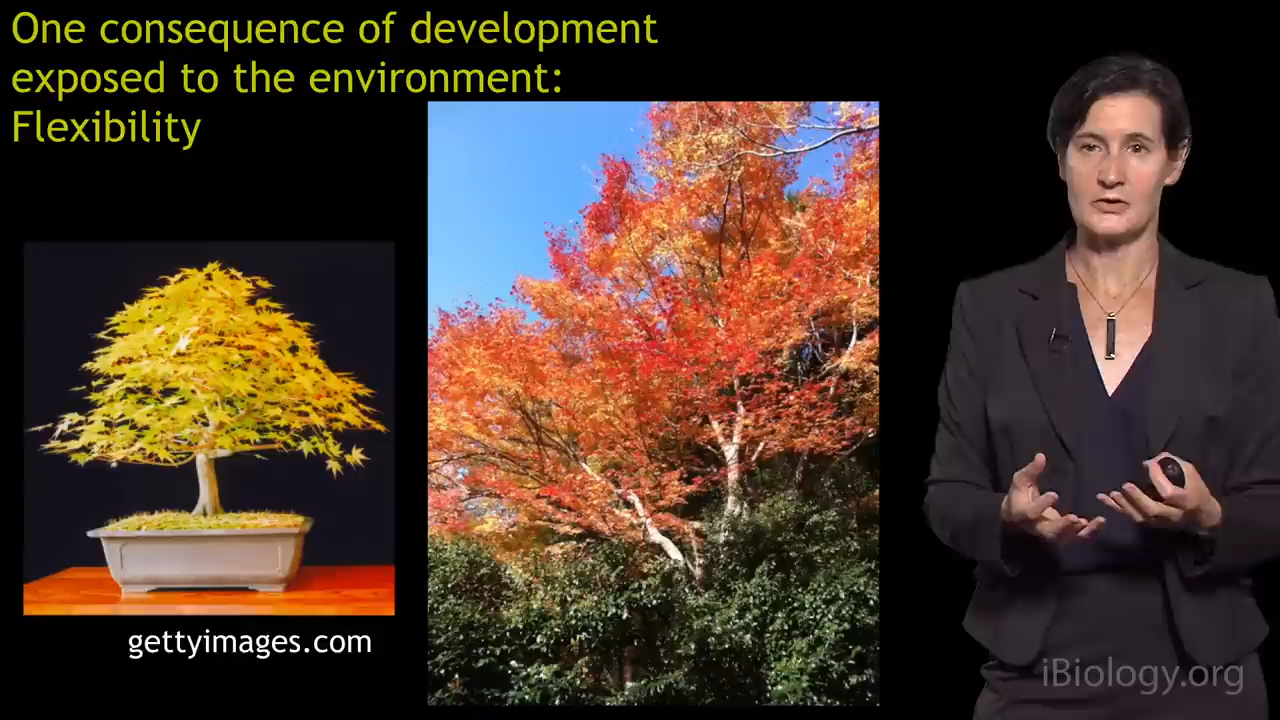 One consequence of development
exposed to the environment:
Flexibility
gettyimages.com
iBiology.org